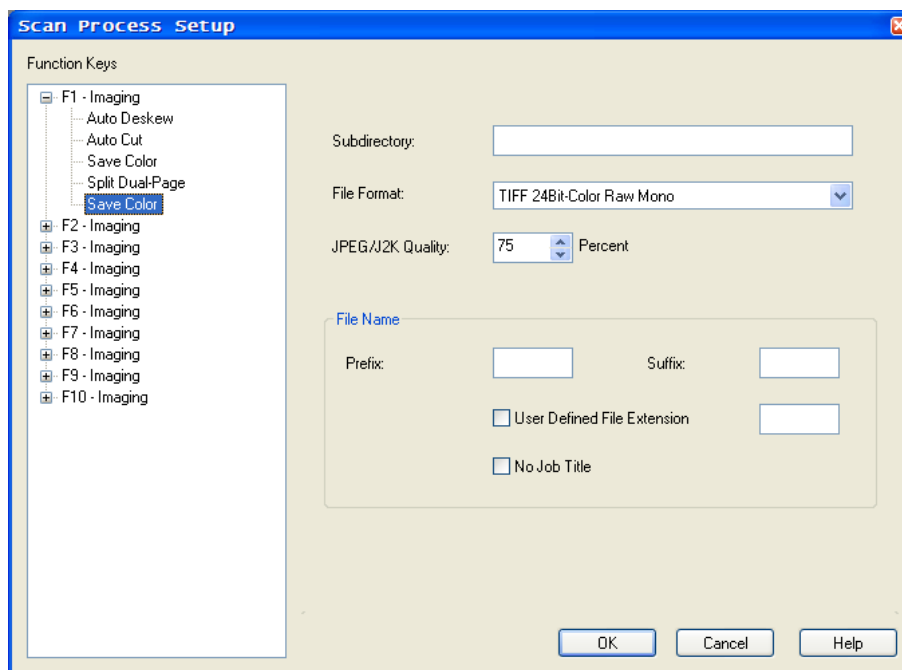 Scan Process Setup
Function Keys
F1 - Imaging
Auto Deskew
Auto Cut
Save Color
Split Dual-Page
Save Color
F2 - Imaging
F3 - Imaging
F4 - Imaging
F5 - Imaging
F6 - Imaging
F7 - Imaging
F8 - Imaging
F9 - Imaging
F10 - Imaging
Subdirectory:
File Format: TIFF 24Bit-Color Raw Mono
JPEG/J2K Quality: 75 Percent
File Name
Prefix: Suffix:
User Defined File Extension
No Job Title
OK Cancel Help